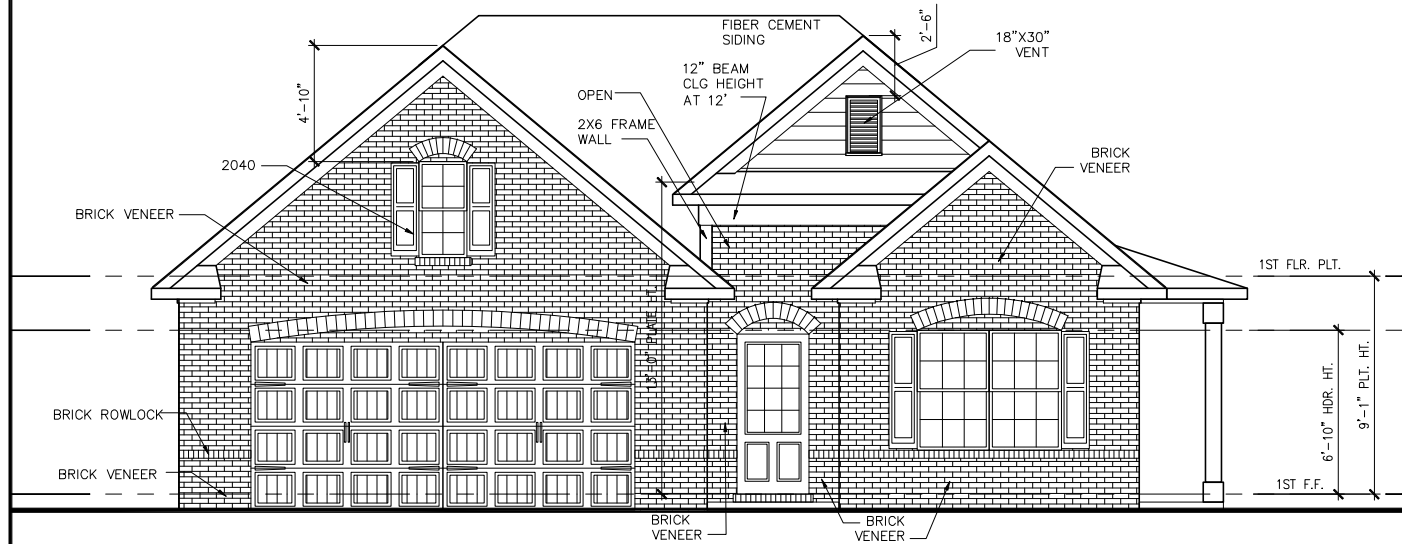 FIBER CEMENT
SIDING
2'-6"
18"X30"
VENT
12" BEAM
CLG HEIGHT
AT 12'
4'-10"
OPEN
2X6 FRAME
WALL
2040
BRICK
VENEER
BRICK VENEER
1ST FLR. PLT.
13'-0" PLATE HT.
6'-10" HDR. HT.
9'-1" PLT. HT.
BRICK ROWLOCK
BRICK VENEER
1ST F.F.
BRICK
VENEER
BRICK
VENEER